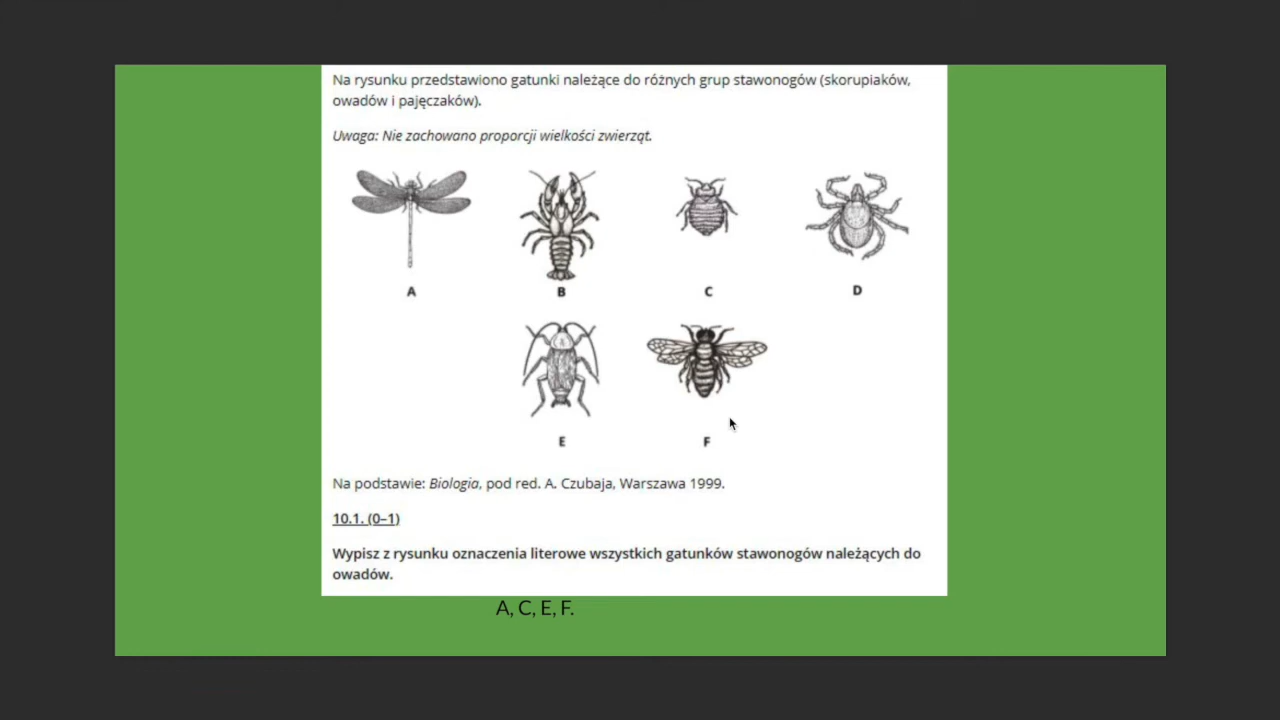 Na rysunku przedstawiono gatunki należące do różnych grup stawonogów (skorupiaków,
owadów i pajęczaków).
Uwaga: Nie zachowano proporcji wielkości zwierząt.
A
B
C
D
E
F
Na podstawie: Biologia, pod red. A. Czubaja, Warszawa 1999.
10.1. (0–1)
Wypisz z rysunku oznaczenia literowe wszystkich gatunków stawonogów należących do
owadów.
A, C, E, F.